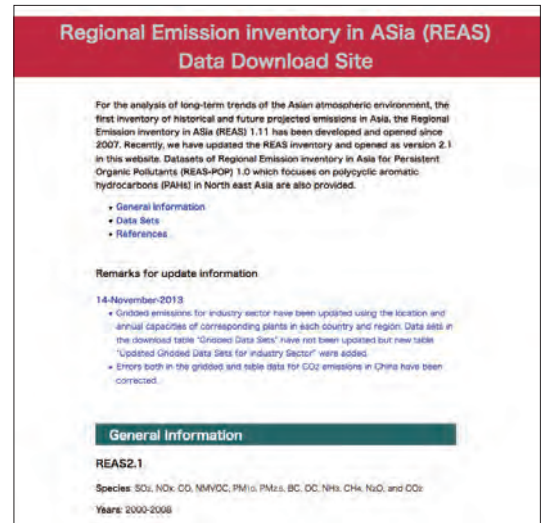 Regional Emission inventory in ASia (REAS)
Data Download Site
For the analysis of long-term trends of the Asian atmospheric environment, the
first inventory of historical and future projected emissions in Asia, the Regional
Emission inventory in ASia (REAS) 1.11 has been developed and opened since
2007. Recently, we have updated the REAS inventory and opened as version 2.1
in this website. Datasets of Regional Emission inventory in Asia for Persistent
Organic Pollutants (REAS-POP) 1.0 which focuses on polycyclic aromatic
hydrocarbons (PAHs) in North east Asia are also provided.
• General Information
• Data Sets
• References
Remarks for update information
14-November-2013
• Gridded emissions for industry sector have been updated using the location and
annual capacities of corresponding plants in each country and region. Data sets in
the download table "Gridded Data Sets" have not been updated but new table
"Updated Gridded Data Sets for Industry Sector" were added.
• Errors both in the gridded and table data for CO2 emissions in China have been
corrected.
General Information
REAS2.1
Species: SO2, NOx, CO, NMVOC, PM10, PM2.5, BC, OC, NH3, CH4, N2O, and CO2
Years: 2000-2008